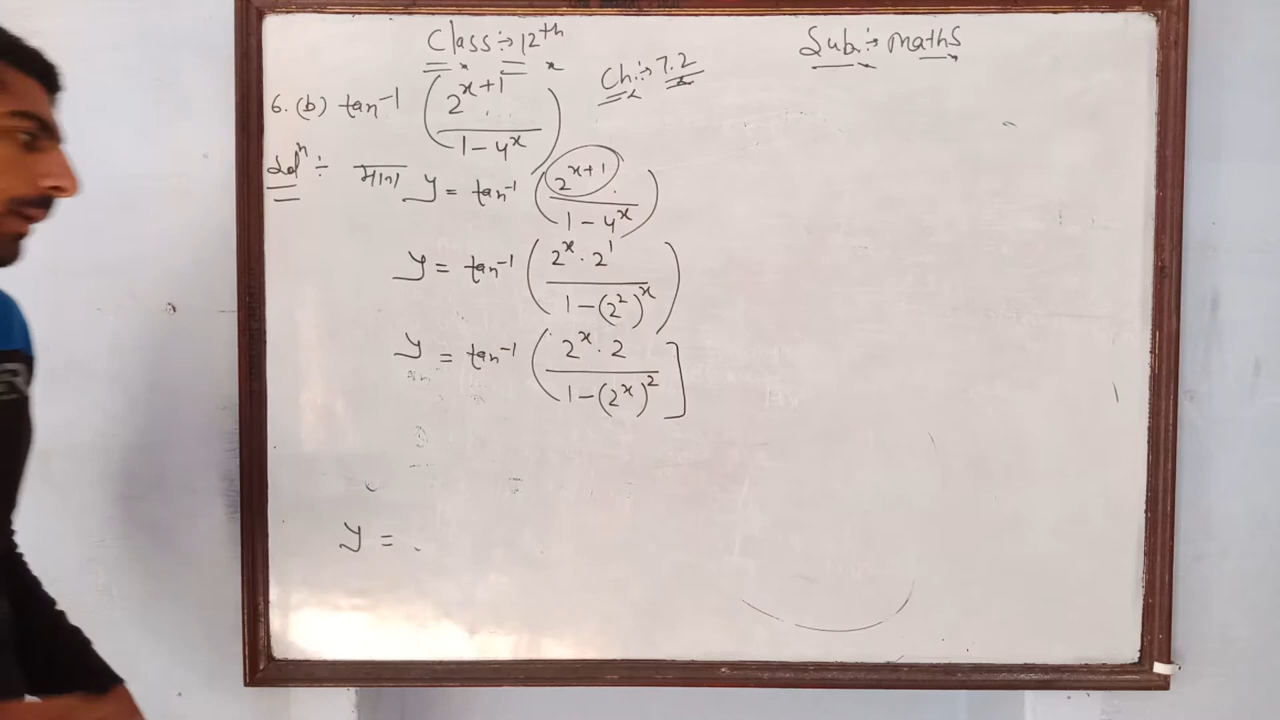 Class :- 12th
Sub. :- Maths
Ch. :- 7.2
6. (b) tan⁻¹ (2^(x+1) / (1 - 4^x))
Solⁿ ÷ माना y = tan⁻¹ (2^(x+1) / (1 - 4^x))
y = tan⁻¹ (2^x · 2^1 / (1 - (2^2)^x))
y = tan⁻¹ (2^x · 2 / (1 - (2^x)^2)]
y =